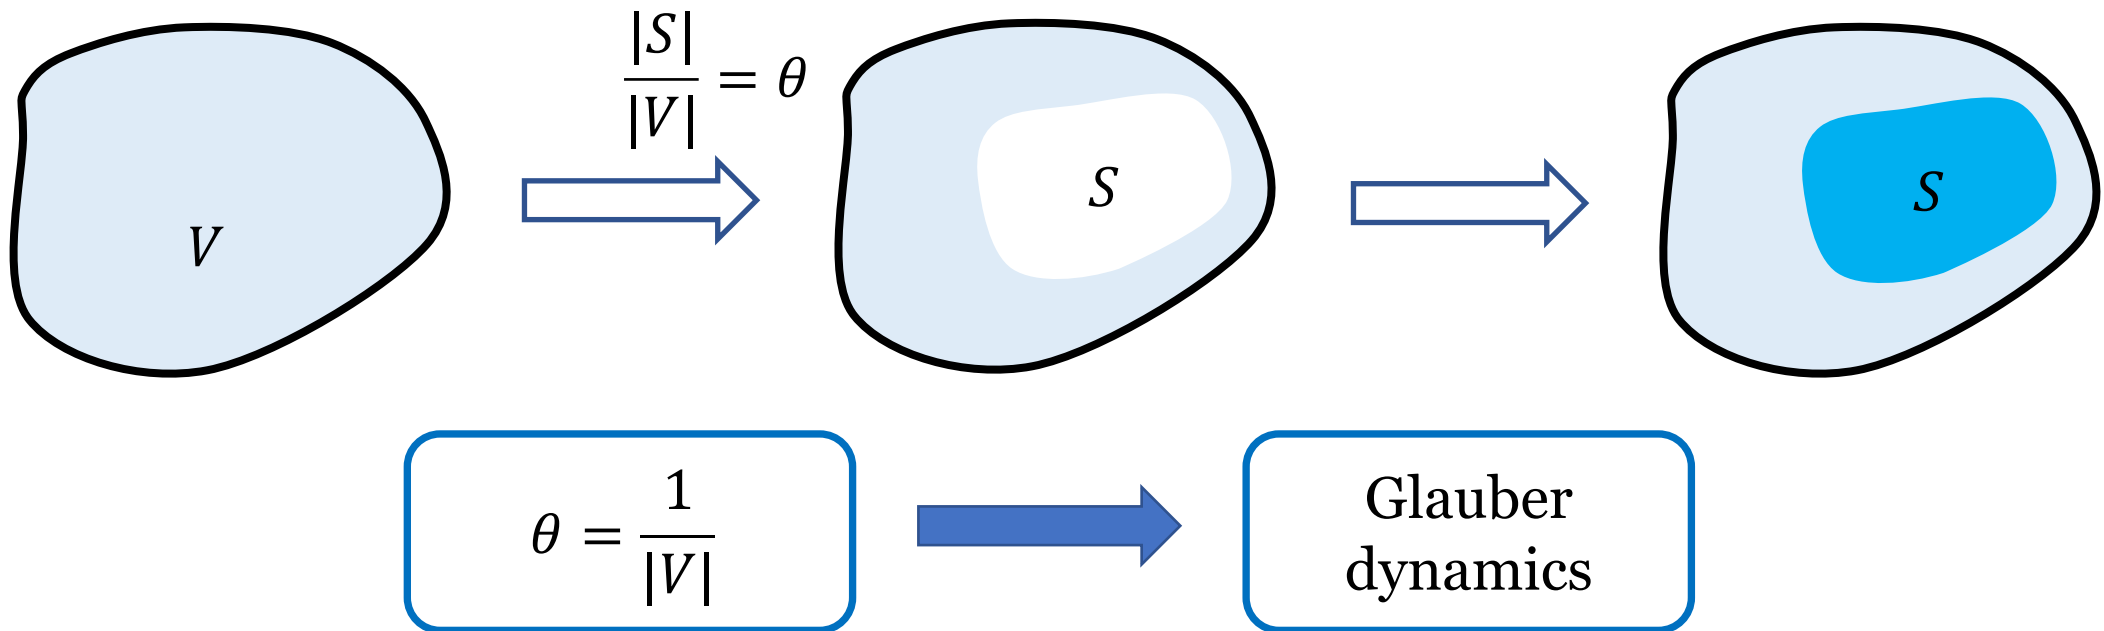 V
|S|
|V|
= θ
S
S
θ = 1
|V|
Glauber
dynamics